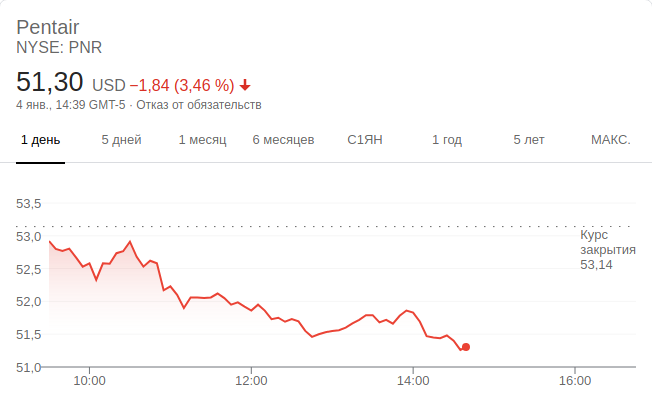 Pentair
NYSE: PNR
51,30 USD −1,84 (3,46 %)
4 янв., 14:39 GMT-5 · Отказ от обязательств
1 день 5 дней 1 месяц 6 месяцев С1ЯН 1 год 5 лет МАКС.
53,5
53,0
52,5
52,0
51,5
51,0
Курс
закрытия
53,14
10:00 12:00 14:00 16:00